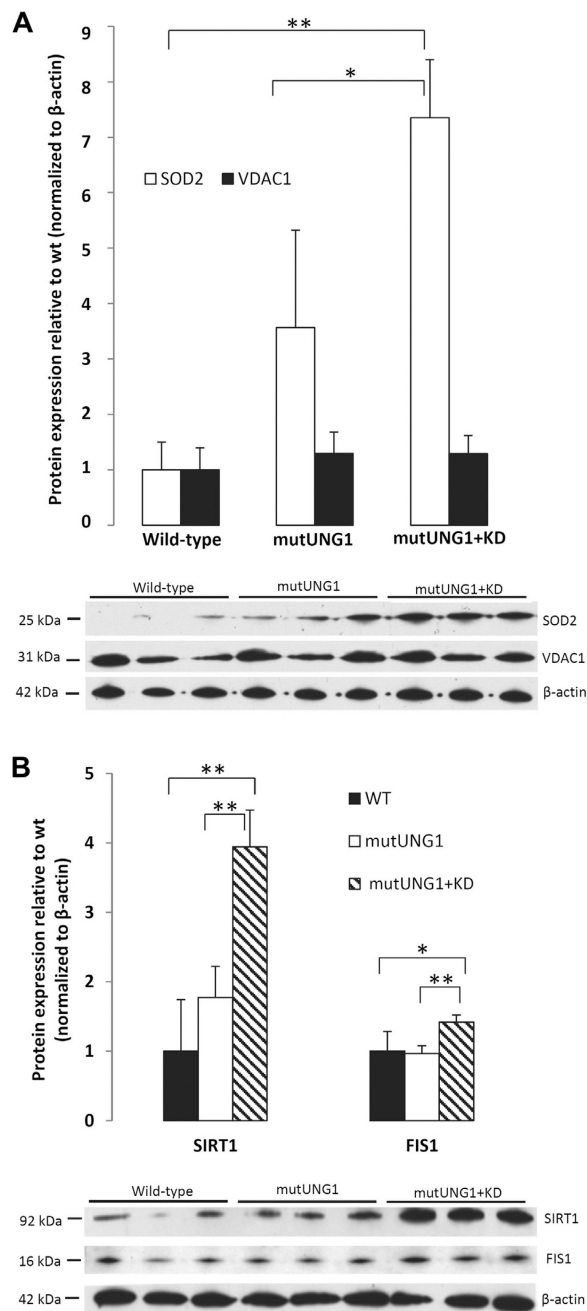 A
**
*
Protein expression relative to wt (normalized to β-actin)
9
8
7
6
5
4
3
2
1
0
SOD2 VDAC1
Wild-type mutUNG1 mutUNG1+KD
Wild-type mutUNG1 mutUNG1+KD
25 kDa SOD2
31 kDa VDAC1
42 kDa β-actin
B
Protein expression relative to wt
(normalized to β-actin)
5
4
3
2
1
0
**
**
WT
mutUNG1
mutUNG1+KD
*
**
SIRT1 FIS1
Wild-type mutUNG1 mutUNG1+KD
92 kDa SIRT1
16 kDa FIS1
42 kDa β-actin